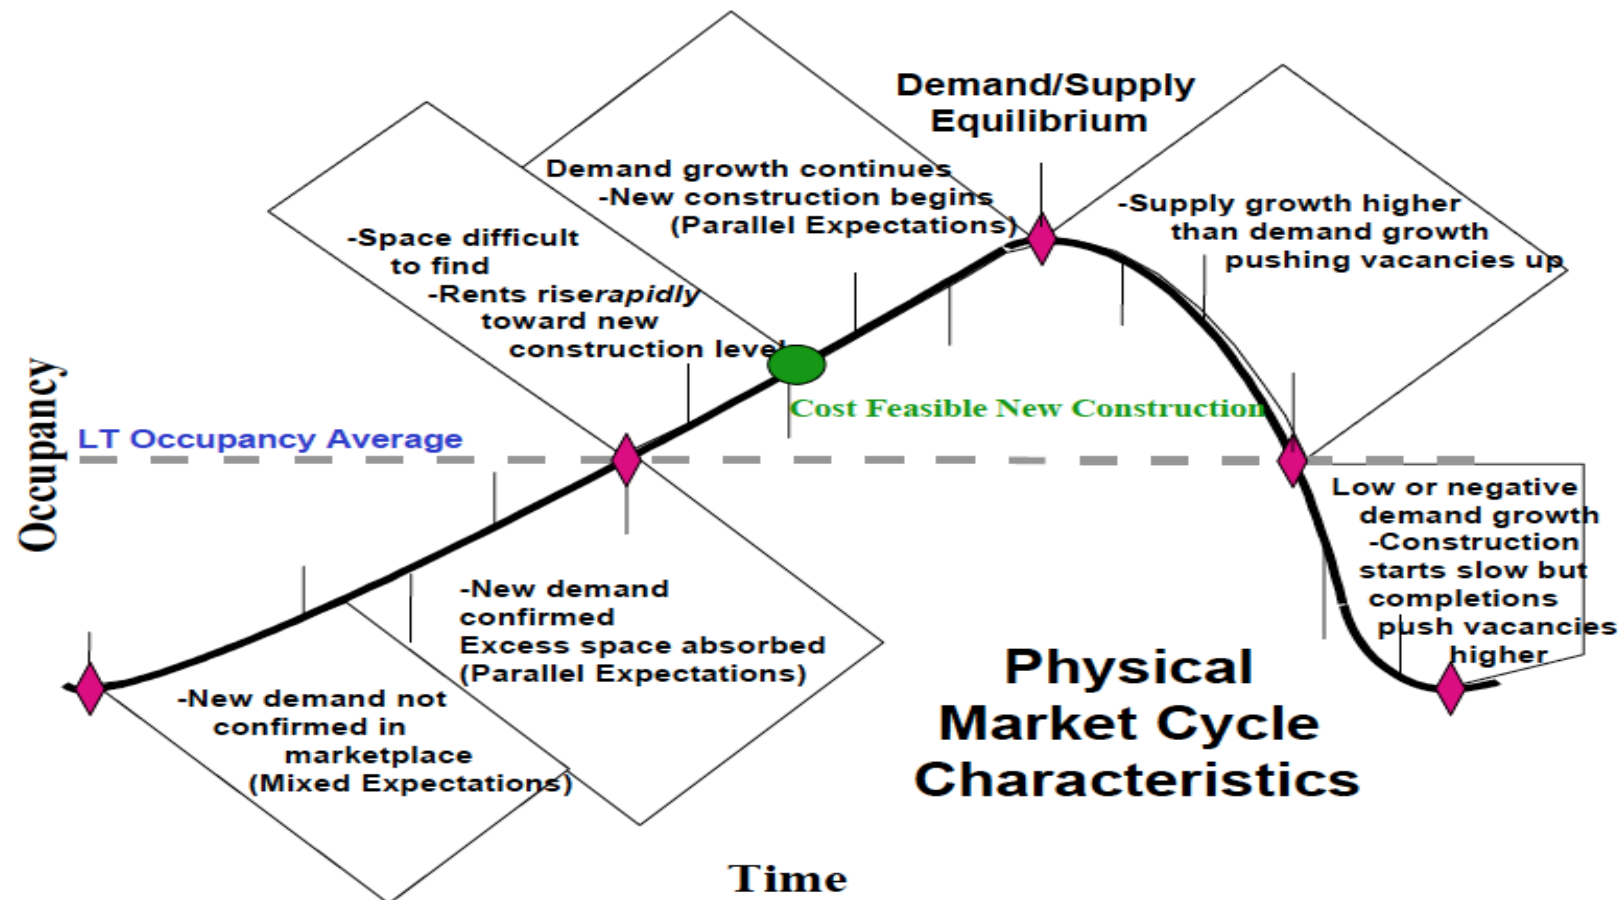 Demand/Supply
Equilibrium
Demand growth continues
-New construction begins
(Parallel Expectations)
-Supply growth higher
than demand growth
pushing vacancies up
-Space difficult
to find
-Rents riserapidly
toward new
construction level
Cost Feasible New Construction
Occupancy
LT Occupancy Average
Low or negative
demand growth
-Construction
starts slow but
completions
push vacancies
higher
-New demand
confirmed
Excess space absorbed
(Parallel Expectations)
-New demand not
confirmed in
marketplace
(Mixed Expectations)
Physical
Market Cycle
Characteristics
Time